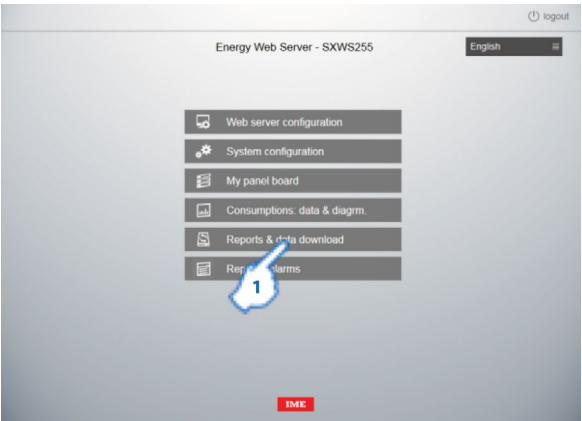 logout
Energy Web Server - SXWS255
English
Web server configuration
System configuration
My panel board
Consumptions: data & diagrm.
Reports & data download
alarms
1
IME